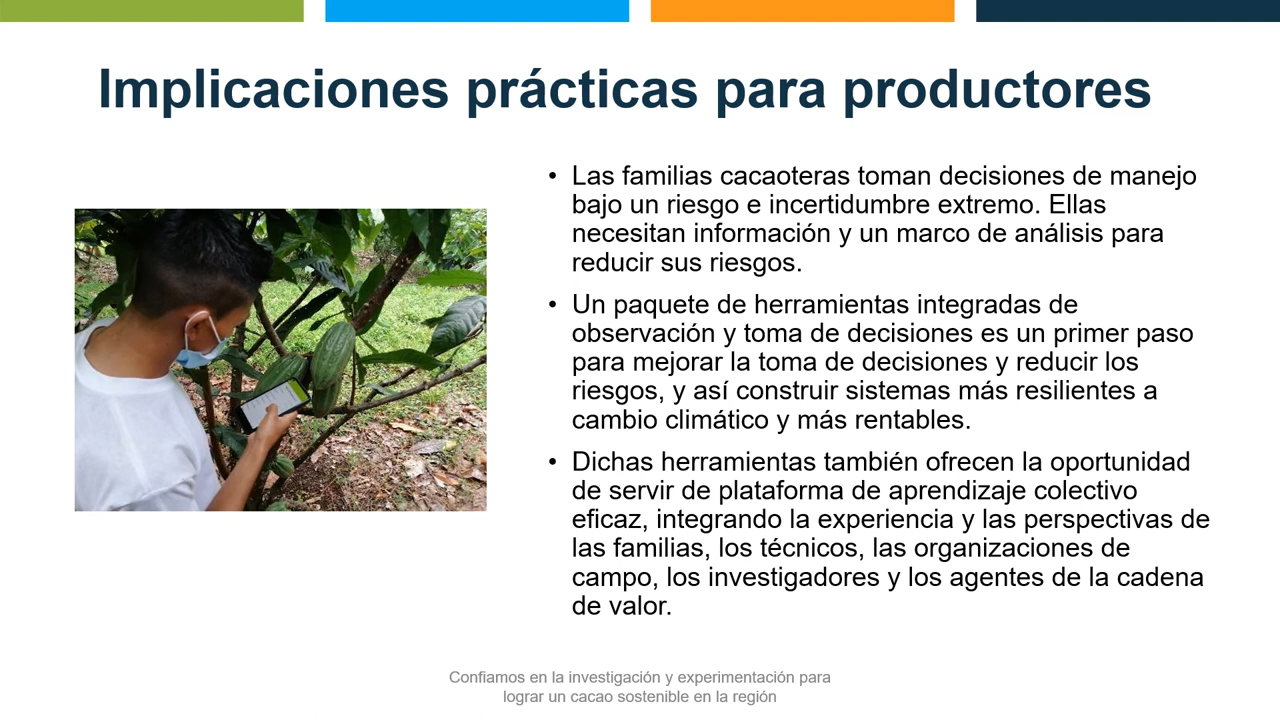 Implicaciones prácticas para productores
• Las familias cacaoteras toman decisiones de manejo
bajo un riesgo e incertidumbre extremo. Ellas
necesitan información y un marco de análisis para
reducir sus riesgos.
• Un paquete de herramientas integradas de
observación y toma de decisiones es un primer paso
para mejorar la toma de decisiones y reducir los
riesgos, y así construir sistemas más resilientes a
cambio climático y más rentables.
• Dichas herramientas también ofrecen la oportunidad
de servir de plataforma de aprendizaje colectivo
eficaz, integrando la experiencia y las perspectivas de
las familias, los técnicos, las organizaciones de
campo, los investigadores y los agentes de la cadena
de valor.
Confiamos en la investigación y experimentación para
lograr un cacao sostenible en la región